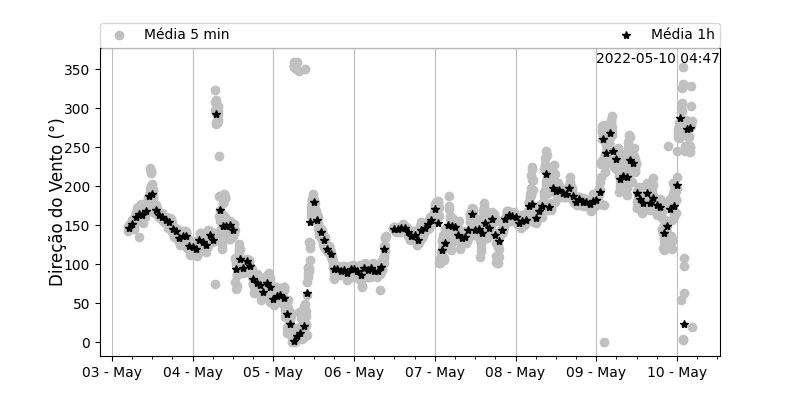 Média 5 min
Média 1h
2022-05-10 04:47
Direção do Vento (°)
350
300
250
200
150
100
50
0
03 - May
04 - May
05 - May
06 - May
07 - May
08 - May
09 - May
10 - May